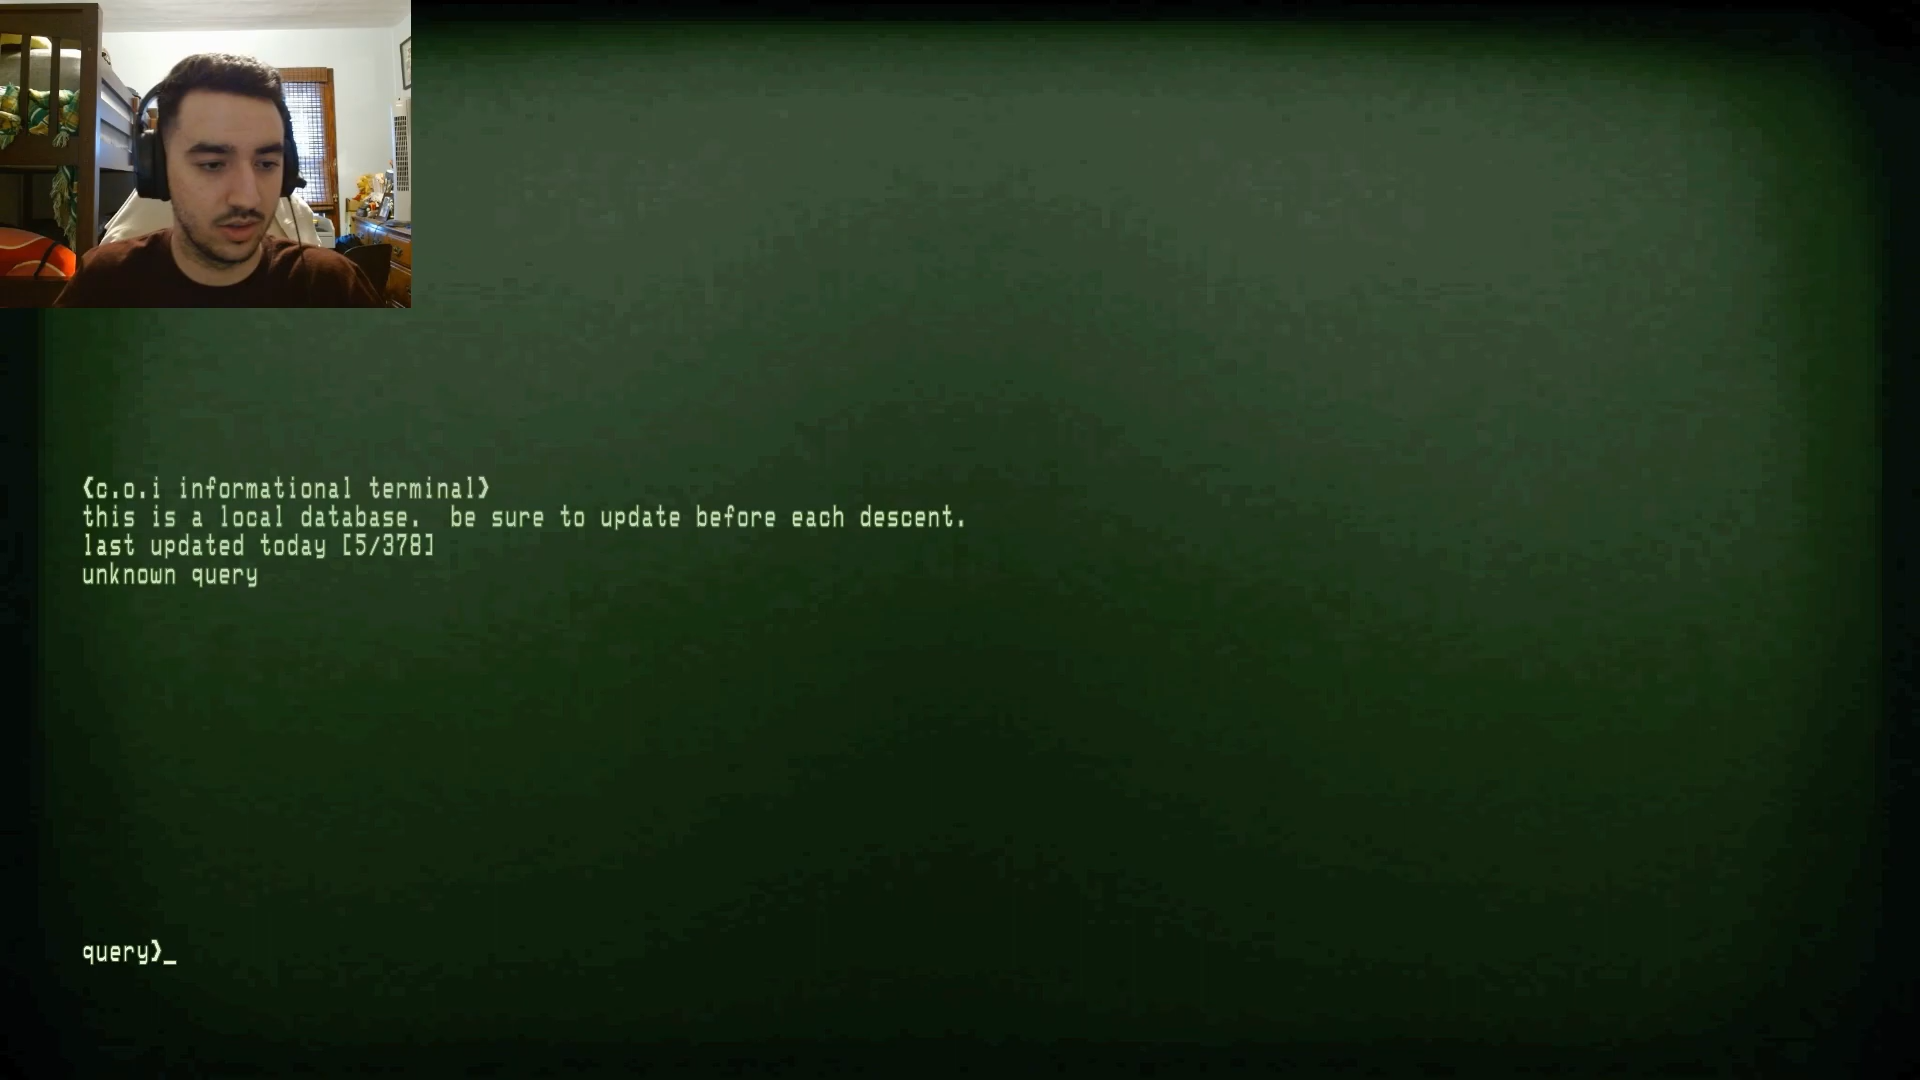 <c.o.i informational terminal>
this is a local database.  be sure to update before each descent.
last updated today [5/378]
unknown query
query>_